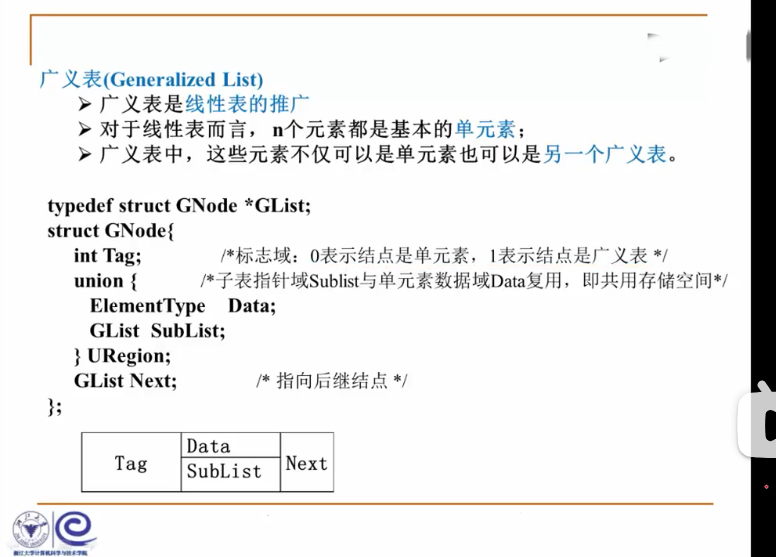 广义表(Generalized List)
➢ 广义表是线性表的推广
➢ 对于线性表而言，n个元素都是基本的单元素；
➢ 广义表中，这些元素不仅可以是单元素也可以是另一个广义表。
typedef struct GNode *GList;
struct GNode{
int Tag; /*标志域：0表示结点是单元素，1表示结点是广义表 */
union { /*子表指针域Sublist与单元素数据域Data复用，即共用存储空间*/
ElementType Data;
GList SubList;
} URegion;
GList Next; /* 指向后继结点 */
};
Tag
Data
SubList
Next
浙江大学计算机科学与技术学院